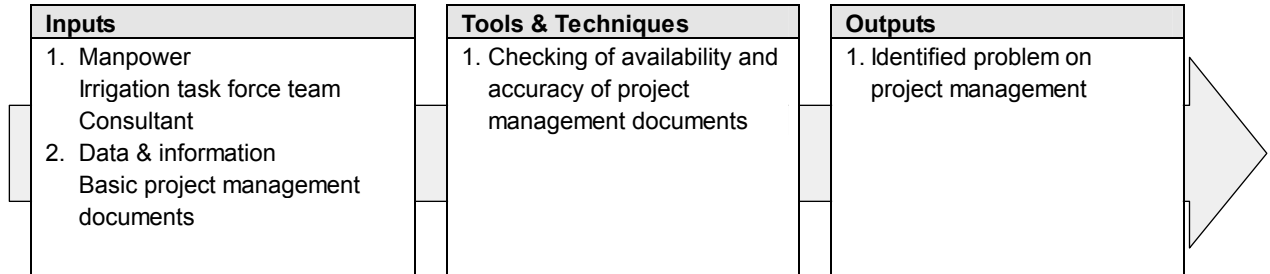 Inputs
1. Manpower
Irrigation task force team
Consultant
2. Data & information
Basic project management
documents
Tools & Techniques
1. Checking of availability and
accuracy of project
management documents
Outputs
1. Identified problem on
project management